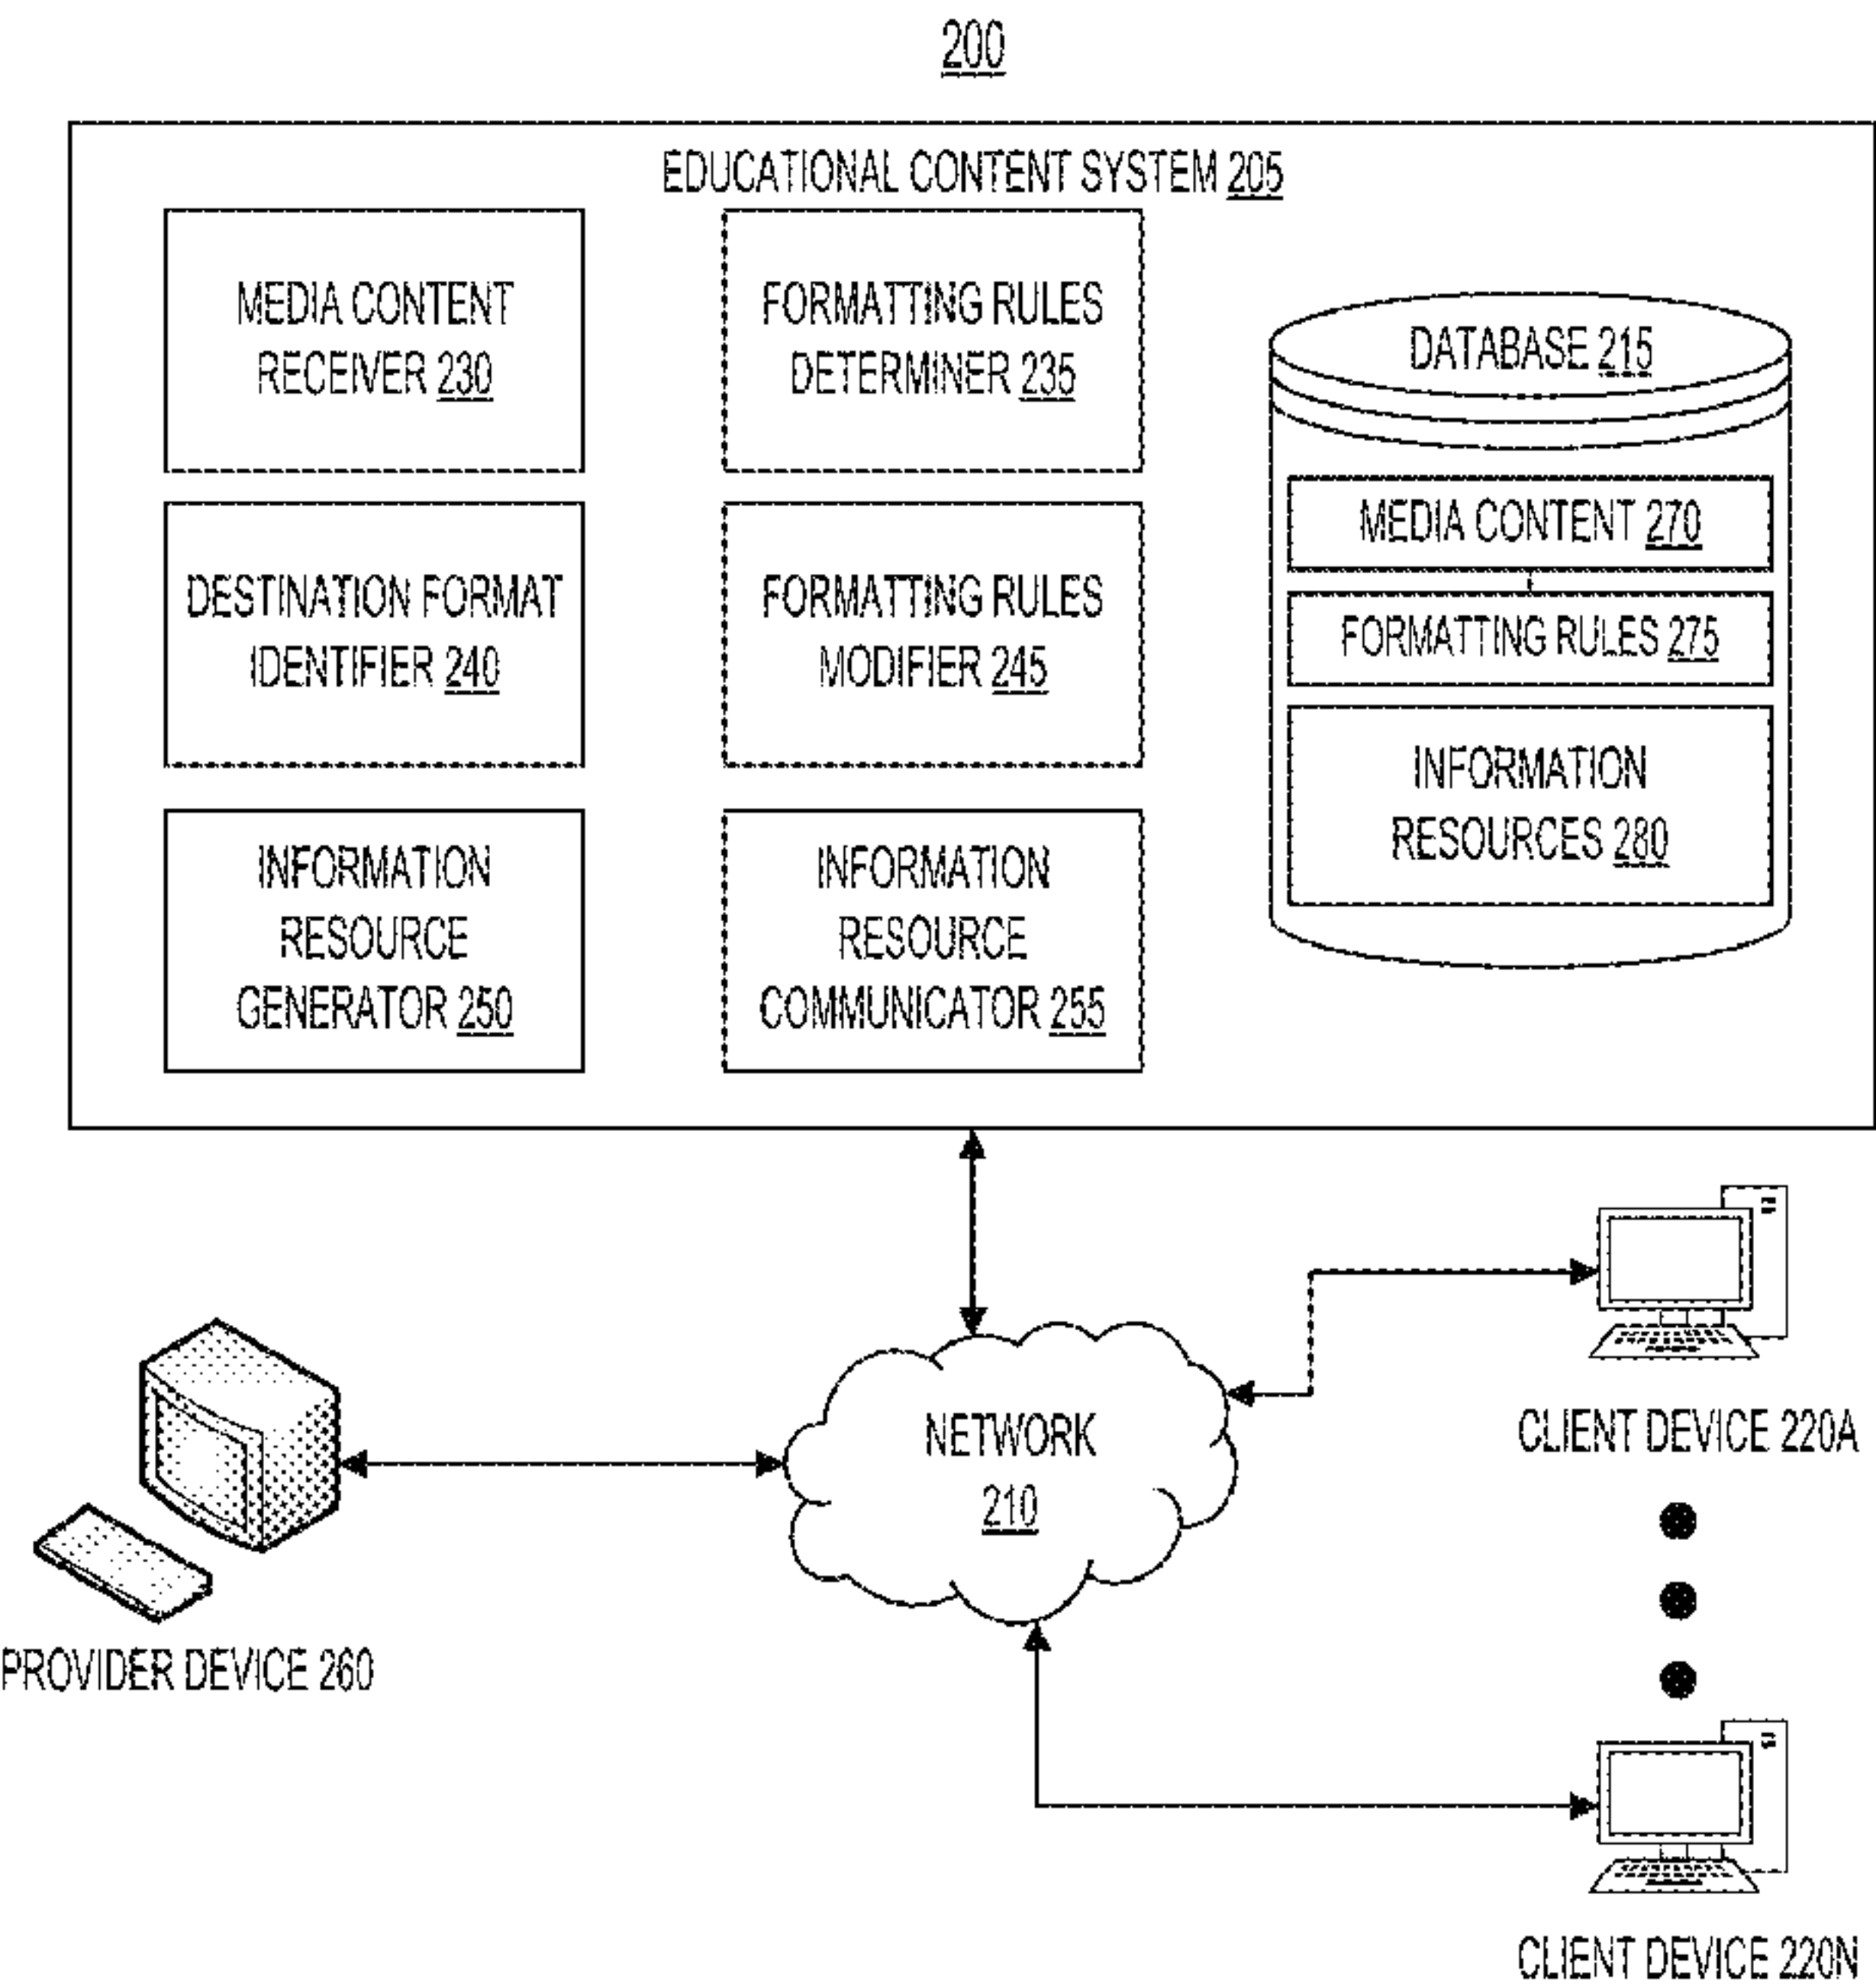 200
EDUCATIONAL CONTENT SYSTEM 205
MEDIA CONTENT
RECEIVER 230
FORMATTING RULES
DETERMINER 235
DESTINATION FORMAT
IDENTIFIER 240
FORMATTING RULES
MODIFIER 245
INFORMATION
RESOURCE
GENERATOR 250
INFORMATION
RESOURCE
COMMUNICATOR 255
DATABASE 215
MEDIA CONTENT 270
FORMATTING RULES 275
INFORMATION
RESOURCES 280
NETWORK
210
PROVIDER DEVICE 260
CLIENT DEVICE 220A
CLIENT DEVICE 220N